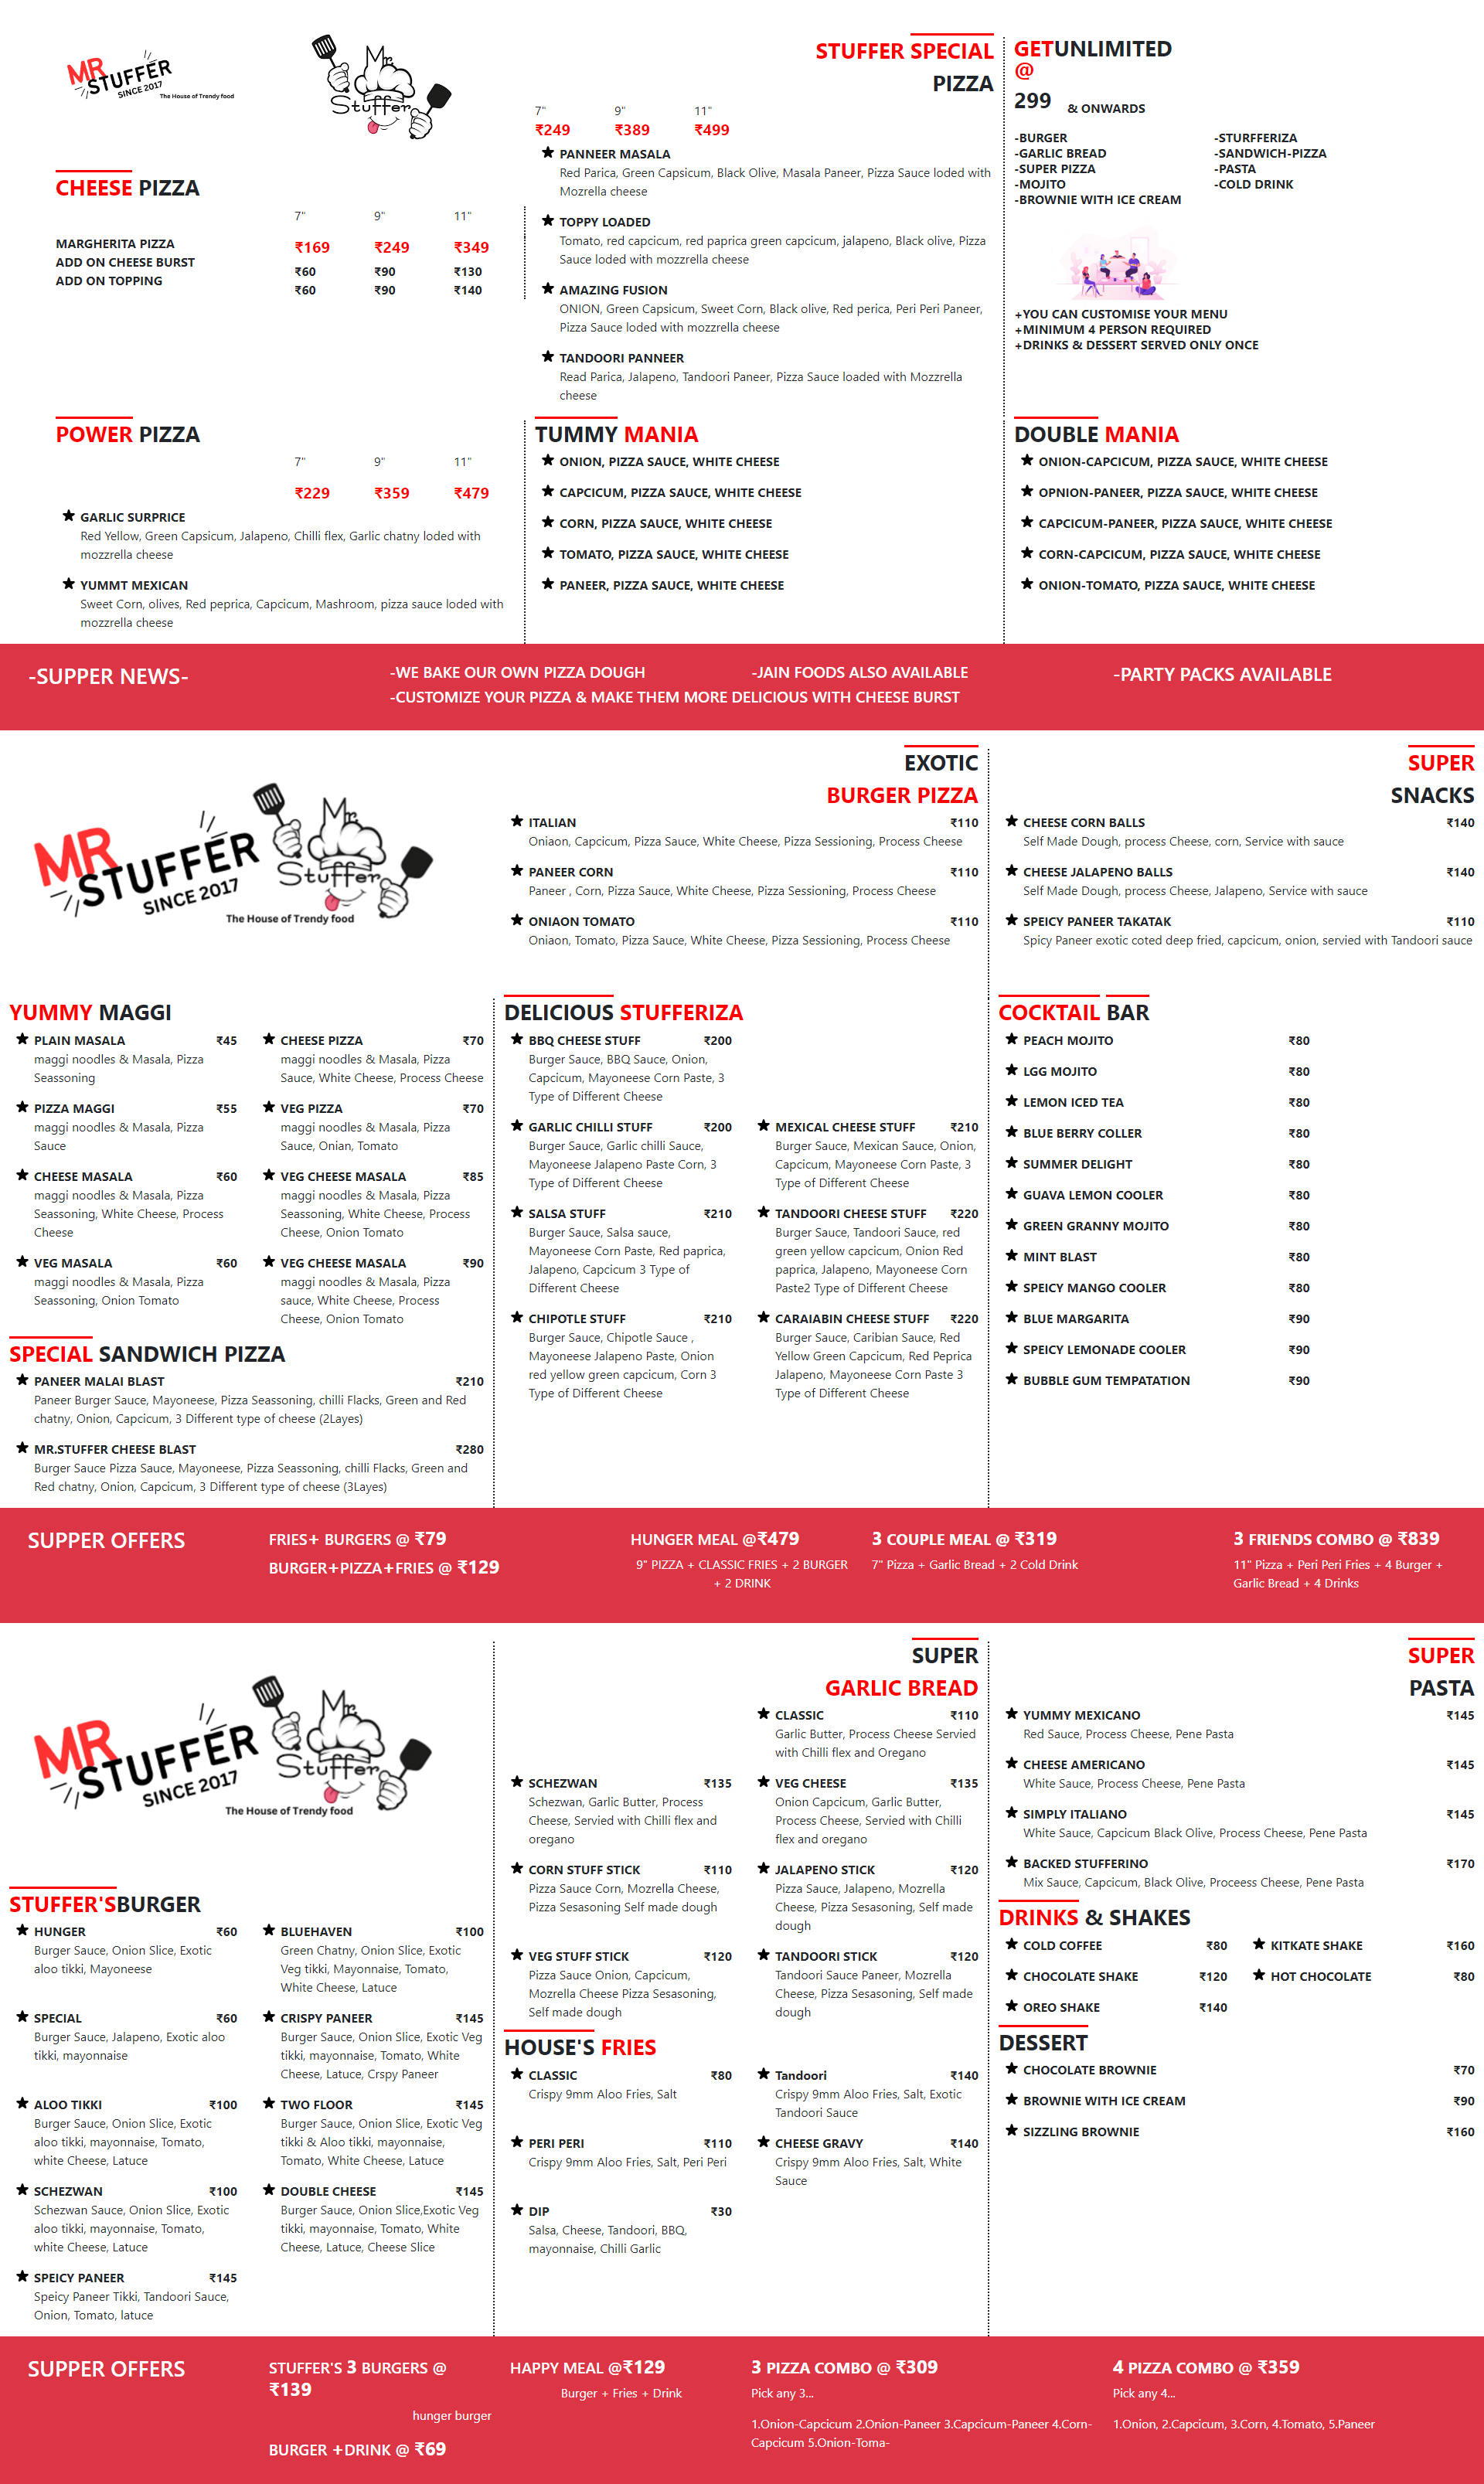 MR
STUFFER
SINCE 2017
The House of Trendy food
Mr.
Stuffer
CHEESE PIZZA
7" 9" 11"
MARGHERITA PIZZA ₹169 ₹249 ₹349
ADD ON CHEESE BURST ₹60 ₹90 ₹130
ADD ON TOPPING ₹60 ₹90 ₹140
STUFFER SPECIAL
PIZZA
7" 9" 11"
₹249 ₹389 ₹499
PANNEER MASALA
Red Parica, Green Capsicum, Black Olive, Masala Paneer, Pizza Sauce loded with
Mozrella cheese
TOPPY LOADED
Tomato, red capcicum, red paprica green capcicum, jalapeno, Black olive, Pizza
Sauce loded with mozzrella cheese
AMAZING FUSION
ONION, Green Capsicum, Sweet Corn, Black olive, Red perica, Peri Peri Paneer,
Pizza Sauce loded with mozzrella cheese
TANDOORI PANNEER
Read Parica, Jalapeno, Tandoori Paneer, Pizza Sauce loaded with Mozzrella
cheese
GETUNLIMITED
@
299 & ONWARDS
-BURGER -STURFFERIZA
-GARLIC BREAD -SANDWICH-PIZZA
-SUPER PIZZA -PASTA
-MOJITO -COLD DRINK
-BROWNIE WITH ICE CREAM
+YOU CAN CUSTOMISE YOUR MENU
+MINIMUM 4 PERSON REQUIRED
+DRINKS & DESSERT SERVED ONLY ONCE
POWER PIZZA
7" 9" 11"
₹229 ₹359 ₹479
GARLIC SURPRICE
Red Yellow, Green Capsicum, Jalapeno, Chilli flex, Garlic chatny loded with
mozzrella cheese
YUMMT MEXICAN
Sweet Corn, olives, Red peprica, Capcicum, Mashroom, pizza sauce loded with
mozzrella cheese
TUMMY MANIA
ONION, PIZZA SAUCE, WHITE CHEESE
CAPCICUM, PIZZA SAUCE, WHITE CHEESE
CORN, PIZZA SAUCE, WHITE CHEESE
TOMATO, PIZZA SAUCE, WHITE CHEESE
PANEER, PIZZA SAUCE, WHITE CHEESE
DOUBLE MANIA
ONION-CAPCICUM, PIZZA SAUCE, WHITE CHEESE
OPNION-PANEER, PIZZA SAUCE, WHITE CHEESE
CAPCICUM-PANEER, PIZZA SAUCE, WHITE CHEESE
CORN-CAPCICUM, PIZZA SAUCE, WHITE CHEESE
ONION-TOMATO, PIZZA SAUCE, WHITE CHEESE
-SUPPER NEWS-
-WE BAKE OUR OWN PIZZA DOUGH -JAIN FOODS ALSO AVAILABLE
-CUSTOMIZE YOUR PIZZA & MAKE THEM MORE DELICIOUS WITH CHEESE BURST
-PARTY PACKS AVAILABLE
MR
STUFFER
SINCE 2017
The House of Trendy food
Mr.
Stuffer
EXOTIC
BURGER PIZZA
ITALIAN ₹110
Oniaon, Capcicum, Pizza Sauce, White Cheese, Pizza Sessioning, Process Cheese
PANEER CORN ₹110
Paneer , Corn, Pizza Sauce, White Cheese, Pizza Sessioning, Process Cheese
ONIAON TOMATO ₹110
Oniaon, Tomato, Pizza Sauce, White Cheese, Pizza Sessioning, Process Cheese
SUPER
SNACKS
CHEESE CORN BALLS ₹140
Self Made Dough, process Cheese, corn, Service with sauce
CHEESE JALAPENO BALLS ₹140
Self Made Dough, process Cheese, Jalapeno, Service with sauce
SPEICY PANEER TAKATAK ₹110
Spicy Paneer exotic coted deep fried, capcicum, onion, servied with Tandoori sauce
YUMMY MAGGI
PLAIN MASALA ₹45
maggi noodles & Masala, Pizza
Seassoning
CHEESE PIZZA ₹70
maggi noodles & Masala, Pizza
Sauce, White Cheese, Process Cheese
PIZZA MAGGI ₹55
maggi noodles & Masala, Pizza
Sauce
VEG PIZZA ₹70
maggi noodles & Masala, Pizza
Sauce, Onian, Tomato
CHEESE MASALA ₹60
maggi noodles & Masala, Pizza
Seassoning, White Cheese, Process
Cheese
VEG CHEESE MASALA ₹85
maggi noodles & Masala, Pizza
Seassoning, White Cheese, Process
Cheese, Onion Tomato
VEG MASALA ₹60
maggi noodles & Masala, Pizza
Seassoning, Onion Tomato
VEG CHEESE MASALA ₹90
maggi noodles & Masala, Pizza
sauce, White Cheese, Process
Cheese, Onion Tomato
SPECIAL SANDWICH PIZZA
PANEER MALAI BLAST ₹210
Paneer Burger Sauce, Mayoneese, Pizza Seassoning, chilli Flacks, Green and Red
chatny, Onion, Capcicum, 3 Different type of cheese (2Layes)
MR.STUFFER CHEESE BLAST ₹280
Burger Sauce Pizza Sauce, Mayoneese, Pizza Seassoning, chilli Flacks, Green and
Red chatny, Onion, Capcicum, 3 Different type of cheese (3Layes)
DELICIOUS STUFFERIZA
BBQ CHEESE STUFF ₹200
Burger Sauce, BBQ Sauce, Onion,
Capcicum, Mayoneese Corn Paste, 3
Type of Different Cheese
GARLIC CHILLI STUFF ₹200
Burger Sauce, Garlic chilli Sauce,
Mayoneese Jalapeno Paste Corn, 3
Type of Different Cheese
MEXICAL CHEESE STUFF ₹210
Burger Sauce, Mexican Sauce, Onion,
Capcicum, Mayoneese Corn Paste, 3
Type of Different Cheese
SALSA STUFF ₹210
Burger Sauce, Salsa sauce,
Mayoneese Corn Paste, Red paprica,
Jalapeno, Capcicum 3 Type of
Different Cheese
TANDOORI CHEESE STUFF ₹220
Burger Sauce, Tandoori Sauce, red
green yellow capcicum, Onion Red
paprica, Jalapeno, Mayoneese Corn
Paste2 Type of Different Cheese
CHIPOTLE STUFF ₹210
Burger Sauce, Chipotle Sauce ,
Mayoneese Jalapeno Paste, Onion
red yellow green capcicum, Corn 3
Type of Different Cheese
CARAIABIN CHEESE STUFF ₹220
Burger Sauce, Caribian Sauce, Red
Yellow Green Capcicum, Red Peprica
Jalapeno, Mayoneese Corn Paste 3
Type of Different Cheese
COCKTAIL BAR
PEACH MOJITO ₹80
LGG MOJITO ₹80
LEMON ICED TEA ₹80
BLUE BERRY COLLER ₹80
SUMMER DELIGHT ₹80
GUAVA LEMON COOLER ₹80
GREEN GRANNY MOJITO ₹80
MINT BLAST ₹80
SPEICY MANGO COOLER ₹80
BLUE MARGARITA ₹90
SPEICY LEMONADE COOLER ₹90
BUBBLE GUM TEMPATATION ₹90
SUPPER OFFERS
FRIES+ BURGERS @ ₹79
BURGER+PIZZA+FRIES @ ₹129
HUNGER MEAL @₹479
9" PIZZA + CLASSIC FRIES + 2 BURGER
+ 2 DRINK
3 COUPLE MEAL @ ₹319
7" Pizza + Garlic Bread + 2 Cold Drink
3 FRIENDS COMBO @ ₹839
11" Pizza + Peri Peri Fries + 4 Burger +
Garlic Bread + 4 Drinks
MR
STUFFER
SINCE 2017
The House of Trendy food
Mr.
Stuffer
STUFFER'SBURGER
HUNGER ₹60
Burger Sauce, Onion Slice, Exotic
aloo tikki, Mayoneese
BLUEHAVEN ₹100
Green Chatny, Onion Slice, Exotic
Veg tikki, Mayonnaise, Tomato,
White Cheese, Latuce
SPECIAL ₹60
Burger Sauce, Jalapeno, Exotic aloo
tikki, mayonnaise
CRISPY PANEER ₹145
Burger Sauce, Onion Slice, Exotic Veg
tikki, mayonnaise, Tomato, White
Cheese, Latuce, Crspy Paneer
ALOO TIKKI ₹100
Burger Sauce, Onion Slice, Exotic
aloo tikki, mayonnaise, Tomato,
white Cheese, Latuce
TWO FLOOR ₹145
Burger Sauce, Onion Slice, Exotic Veg
tikki & Aloo tikki, mayonnaise,
Tomato, White Cheese, Latuce
SCHEZWAN ₹100
Schezwan Sauce, Onion Slice, Exotic
aloo tikki, mayonnaise, Tomato,
white Cheese, Latuce
DOUBLE CHEESE ₹145
Burger Sauce, Onion Slice,Exotic Veg
tikki, mayonnaise, Tomato, White
Cheese, Latuce, Cheese Slice
SPEICY PANEER ₹145
Speicy Paneer Tikki, Tandoori Sauce,
Onion, Tomato, latuce
SUPER
GARLIC BREAD
CLASSIC ₹110
Garlic Butter, Process Cheese Servied
with Chilli flex and Oregano
SCHEZWAN ₹135
Schezwan, Garlic Butter, Process
Cheese, Servied with Chilli flex and
oregano
VEG CHEESE ₹135
Onion Capcicum, Garlic Butter,
Process Cheese, Servied with Chilli
flex and oregano
CORN STUFF STICK ₹110
Pizza Sauce Corn, Mozrella Cheese,
Pizza Sesasoning Self made dough
JALAPENO STICK ₹120
Pizza Sauce, Jalapeno, Mozrella
Cheese, Pizza Sesasoning, Self made
dough
VEG STUFF STICK ₹120
Pizza Sauce Onion, Capcicum,
Mozrella Cheese Pizza Sesasoning,
Self made dough
TANDOORI STICK ₹120
Tandoori Sauce Paneer, Mozrella
Cheese, Pizza Sesasoning, Self made
dough
HOUSE'S FRIES
CLASSIC ₹80
Crispy 9mm Aloo Fries, Salt
Tandoori ₹140
Crispy 9mm Aloo Fries, Salt, Exotic
Tandoori Sauce
PERI PERI ₹110
Crispy 9mm Aloo Fries, Salt, Peri Peri
CHEESE GRAVY ₹140
Crispy 9mm Aloo Fries, Salt, White
Sauce
DIP ₹30
Salsa, Cheese, Tandoori, BBQ,
mayonnaise, Chilli Garlic
SUPER
PASTA
YUMMY MEXICANO ₹145
Red Sauce, Process Cheese, Pene Pasta
CHEESE AMERICANO ₹145
White Sauce, Process Cheese, Pene Pasta
SIMPLY ITALIANO ₹145
White Sauce, Capcicum Black Olive, Process Cheese, Pene Pasta
BACKED STUFFERINO ₹170
Mix Sauce, Capcicum, Black Olive, Proceess Cheese, Pene Pasta
DRINKS & SHAKES
COLD COFFEE ₹80 KITKATE SHAKE ₹160
CHOCOLATE SHAKE ₹120 HOT CHOCOLATE ₹80
OREO SHAKE ₹140
DESSERT
CHOCOLATE BROWNIE ₹70
BROWNIE WITH ICE CREAM ₹90
SIZZLING BROWNIE ₹160
SUPPER OFFERS
STUFFER'S 3 BURGERS @
₹139
hunger burger
BURGER +DRINK @ ₹69
HAPPY MEAL @₹129
Burger + Fries + Drink
3 PIZZA COMBO @ ₹309
Pick any 3...
1.Onion-Capcicum 2.Onion-Paneer 3.Capcicum-Paneer 4.Corn-
Capcicum 5.Onion-Toma-
4 PIZZA COMBO @ ₹359
Pick any 4...
1.Onion, 2.Capcicum, 3.Corn, 4.Tomato, 5.Paneer